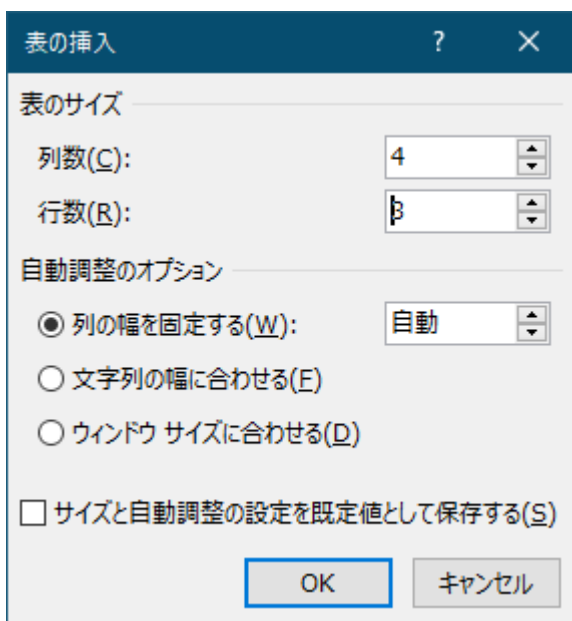 表の挿入 ?
表のサイズ
列数(C): 4
行数(R): 3
自動調整のオプション
列の幅を固定する(W): 自動
文字列の幅に合わせる(F)
ウィンドウ サイズに合わせる(D)
サイズと自動調整の設定を既定値として保存する(S)
OK キャンセル